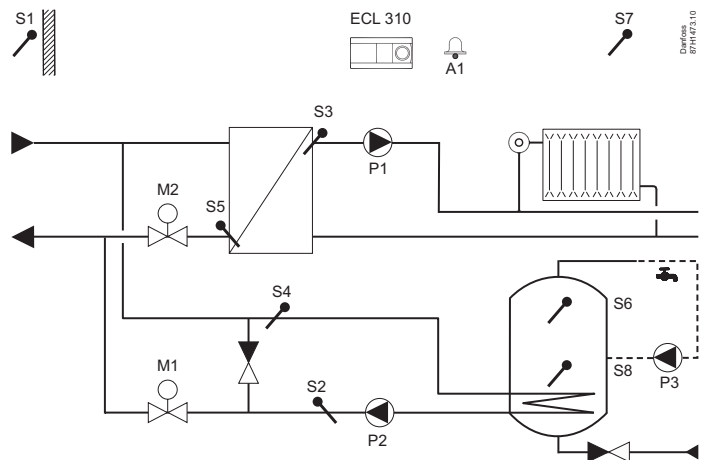 S1
ECL 310
S7
Danfoss
87H1473.10
A1
S3
P1
M2
S5
S4
S6
M1
S2
S8
P3
P2